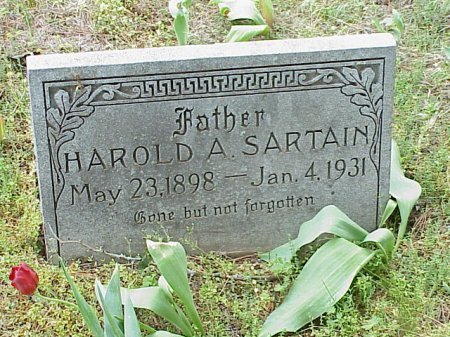 Father
HAROLD A. SARTAIN
May 23, 1898 — Jan. 4, 1931
Gone but not forgotten